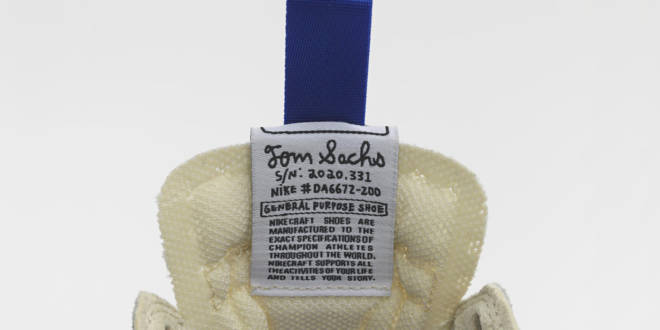 Tom Sachs
S/N: 2020.331
NIKE # DA6672-200
GENERAL PURPOSE SHOE
NIKECRAFT SHOES ARE
MANUFACTURED TO THE
EXACT SPECIFICATIONS OF
CHAMPION ATHLETES
THROUGHOUT THE WORLD.
NIKECRAFT SUPPORTS ALL
THE ACTIVITIES OF YOUR LIFE
AND TELLS YOUR STORY.